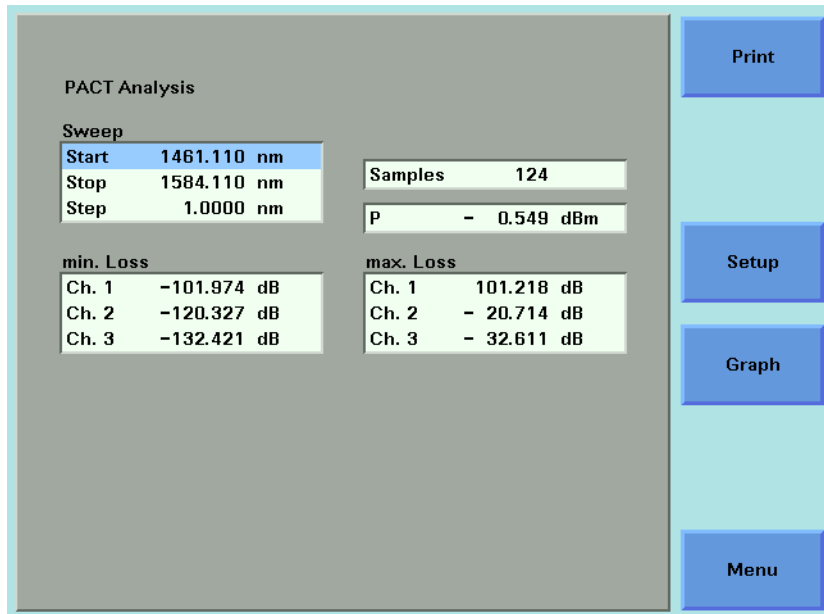 PACT Analysis
Sweep
Start 1461.110 nm
Stop 1584.110 nm
Step 1.0000 nm
Samples 124
P - 0.549 dBm
min. Loss
Ch. 1 -101.974 dB
Ch. 2 -120.327 dB
Ch. 3 -132.421 dB
max. Loss
Ch. 1 101.218 dB
Ch. 2 - 20.714 dB
Ch. 3 - 32.611 dB
Print
Setup
Graph
Menu